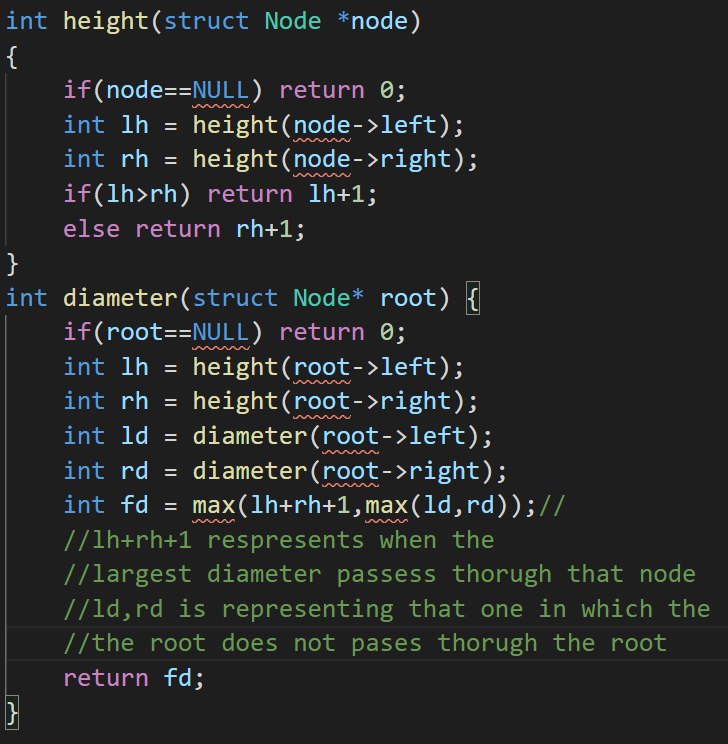 int height(struct Node *node)
{
    if(node==NULL) return 0;
    int lh = height(node->left);
    int rh = height(node->right);
    if(lh>rh) return lh+1;
    else return rh+1;
}
int diameter(struct Node* root) {
    if(root==NULL) return 0;
    int lh = height(root->left);
    int rh = height(root->right);
    int ld = diameter(root->left);
    int rd = diameter(root->right);
    int fd = max(lh+rh+1,max(ld,rd));//
    //lh+rh+1 respresents when the
    //largest diameter passess thorugh that node
    //ld,rd is representing that one in which the
    //the root does not pases thorugh the root
    return fd;
}